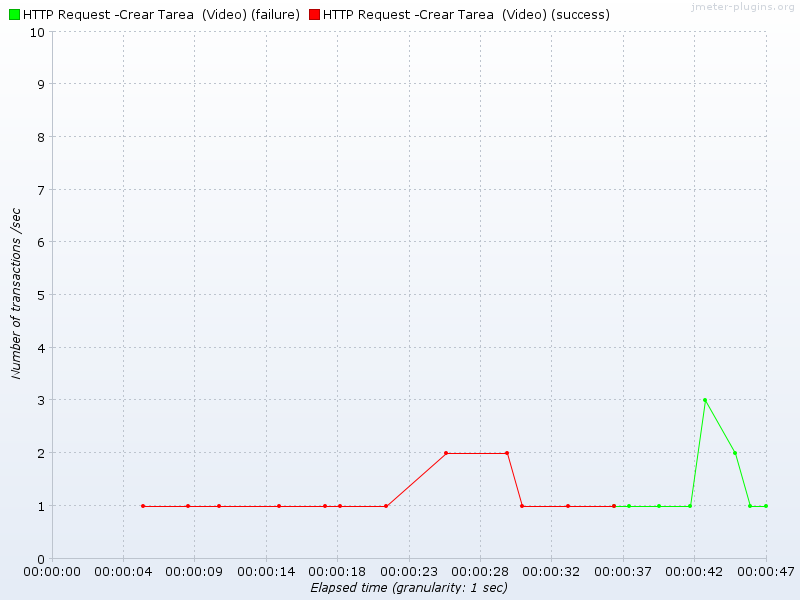 jmeter-plugins.org
HTTP Request -Crear Tarea  (Video) (failure) HTTP Request -Crear Tarea  (Video) (success)
10
9
8
7
6
5
4
3
2
1
0
Number of transactions /sec
00:00:00 00:00:04 00:00:09 00:00:14 00:00:18 00:00:23 00:00:28 00:00:32 00:00:37 00:00:42 00:00:47
Elapsed time (granularity: 1 sec)